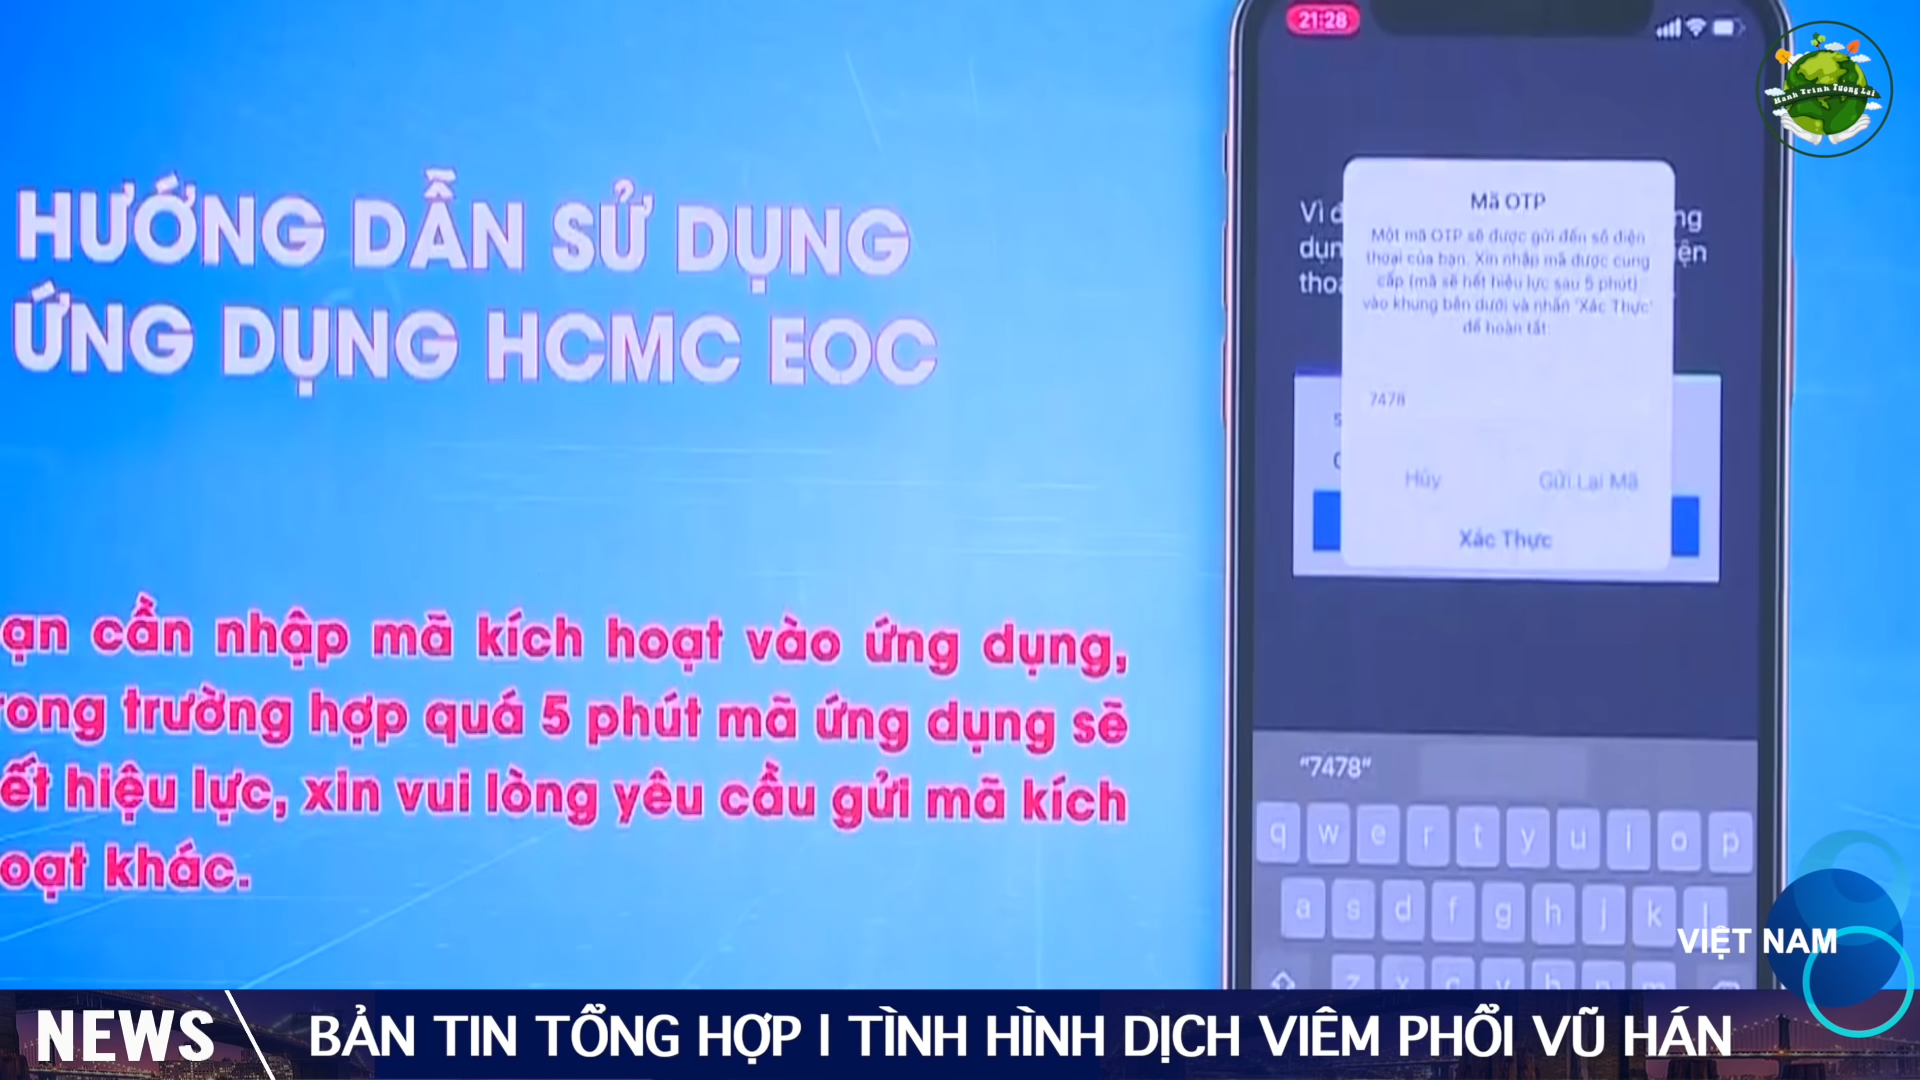 21:28
Hành Trình Tương Lai
HƯỚNG DẪN SỬ DỤNG
ỨNG DỤNG HCMC EOC
ạn cần nhập mã kích hoạt vào ứng dụng,
rong trường hợp quá 5 phút mã ứng dụng sẽ
ết hiệu lực, xin vui lòng yêu cầu gửi mã kích
oạt khác.
Mã OTP
Một mã OTP sẽ được gửi đến số điện
thoại của bạn. Xin nhập mã được cung
cấp (mã sẽ hết hiệu lực sau 5 phút)
vào khung bên dưới và nhấn 'Xác Thực'
để hoàn tất:
7478
Hủy Gửi Lại Mã
Xác Thực
"7478"
q w e r t y u i o p
a s d f g h j k l
z x c v b n m
VIỆT NAM
NEWS
BẢN TIN TỔNG HỢP | TÌNH HÌNH DỊCH VIÊM PHỔI VŨ HÁN